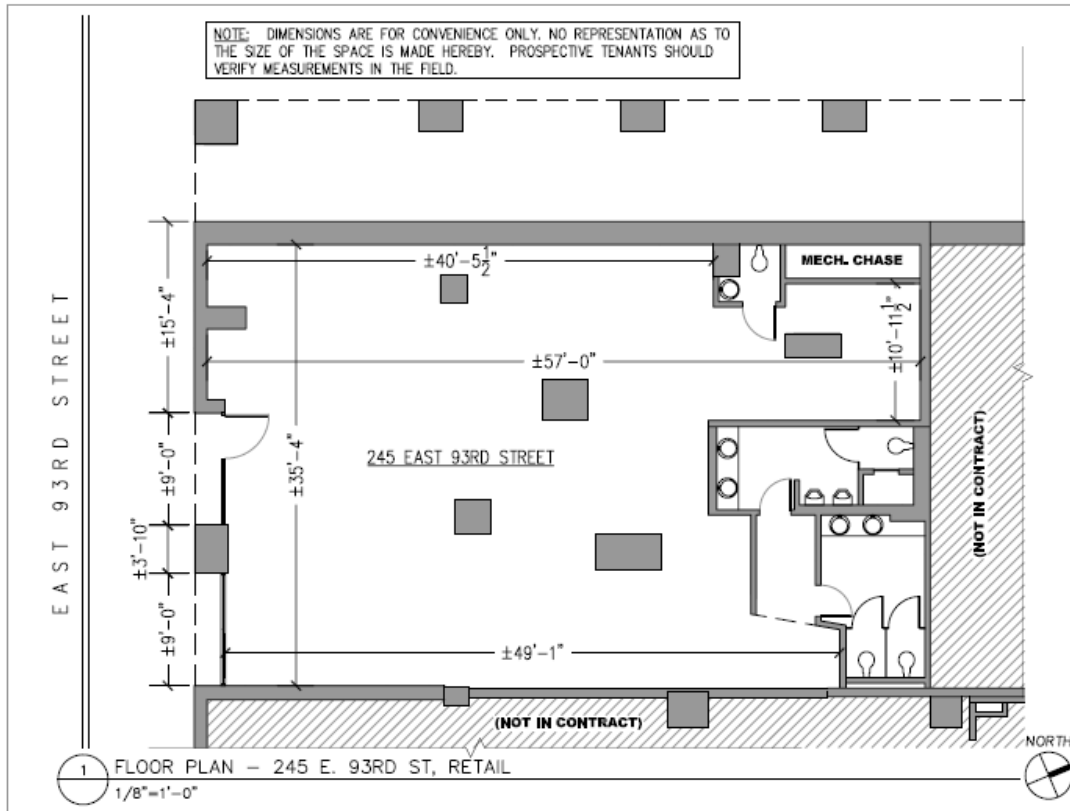 NOTE: DIMENSIONS ARE FOR CONVENIENCE ONLY. NO REPRESENTATION AS TO
THE SIZE OF THE SPACE IS MADE HEREBY. PROSPECTIVE TENANTS SHOULD
VERIFY MEASUREMENTS IN THE FIELD.
±40'-5½"
MECH. CHASE
±15'-4"
±10'-11½"
±57'-0"
EAST 93RD STREET
245 EAST 93RD STREET
±35'-4"
±9'-0"
(NOT IN CONTRACT)
±3'-10"
±9'-0"
±49'-1"
(NOT IN CONTRACT)
NORTH
1
FLOOR PLAN - 245 E. 93RD ST, RETAIL
1/8"=1'-0"